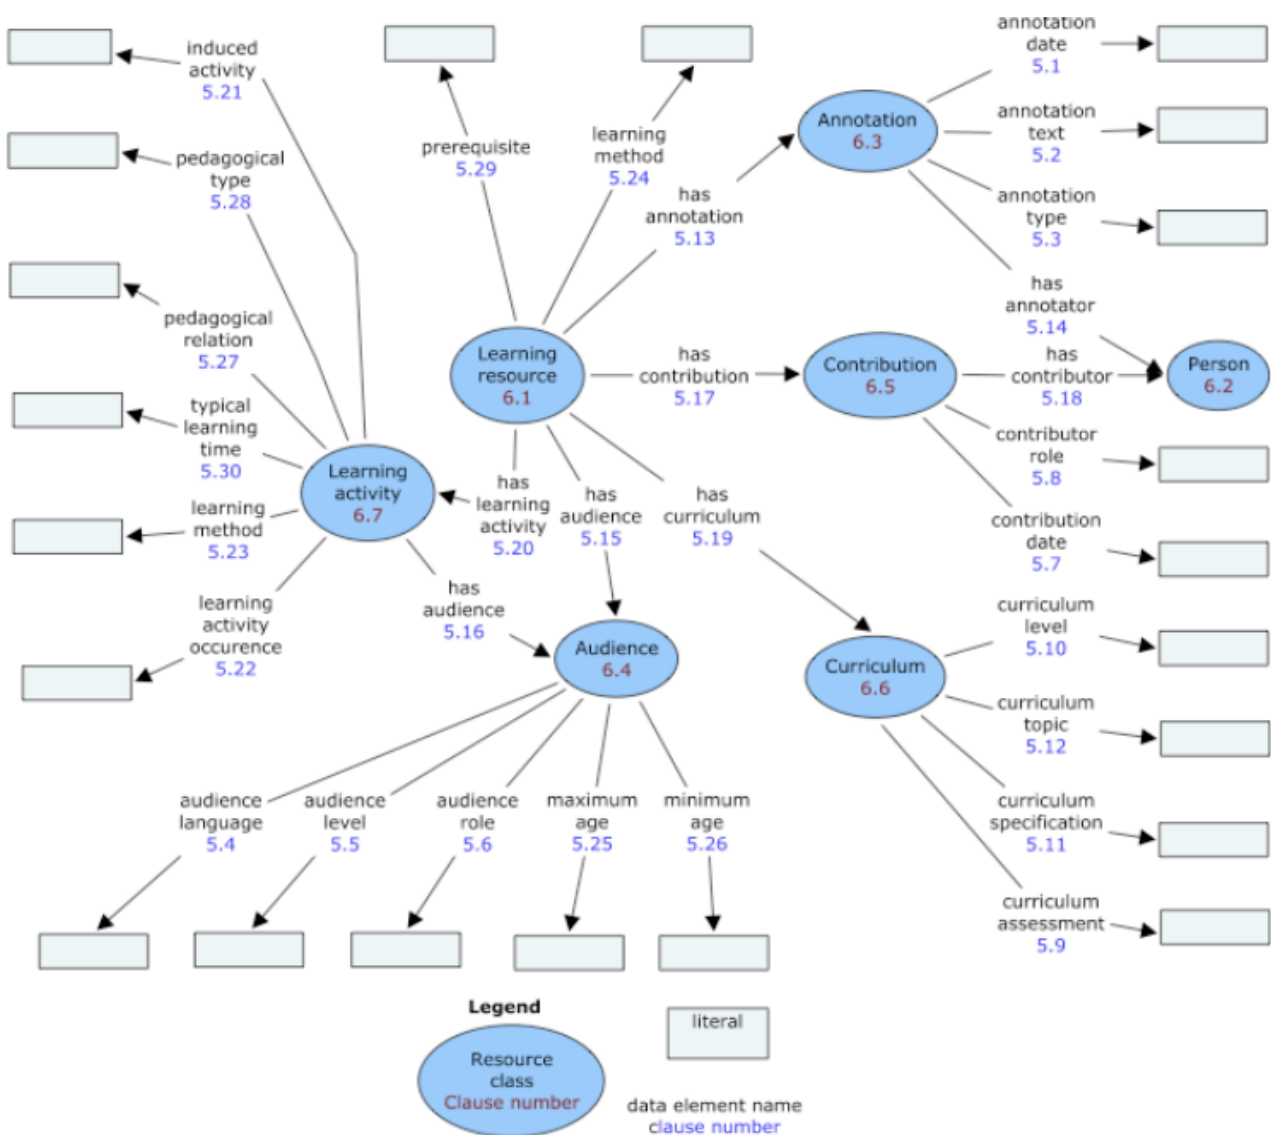 induced
activity
5.21
pedagogical
type
5.28
pedagogical
relation
5.27
typical
learning
time
5.30
learning
method
5.23
learning
activity
occurence
5.22
prerequisite
5.29
learning
method
5.24
has
annotation
5.13
Annotation
6.3
annotation
date
5.1
annotation
text
5.2
annotation
type
5.3
has
annotator
5.14
Learning
resource
6.1
has
contribution
5.17
Contribution
6.5
has
contributor
5.18
Person
6.2
contributor
role
5.8
contribution
date
5.7
Learning
activity
6.7
has
learning
activity
5.20
has
audience
5.15
has
curriculum
5.19
has
audience
5.16
Audience
6.4
Curriculum
6.6
curriculum
level
5.10
curriculum
topic
5.12
curriculum
specification
5.11
curriculum
assessment
5.9
audience
language
5.4
audience
level
5.5
audience
role
5.6
maximum
age
5.25
minimum
age
5.26
Legend
Resource
class
Clause number
literal
data element name
clause number